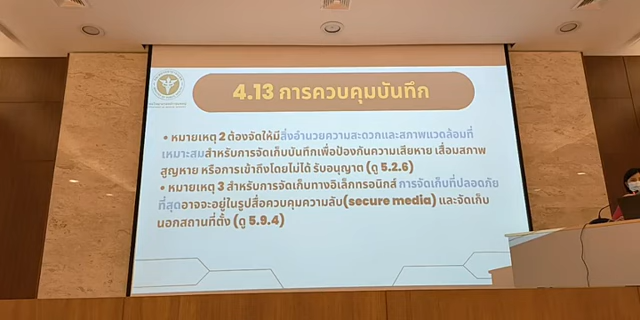 4.13 การควบคุมบันทึก
• หมายเหตุ 2 ต้องจัดให้มีสิ่งอำนวยความสะดวกและสภาพแวดล้อมที่
เหมาะสมสำหรับการจัดเก็บบันทึกเพื่อป้องกันความเสียหาย เสื่อมสภาพ
สูญหาย หรือการเข้าถึงโดยไม่ได้ รับอนุญาต (ดู 5.2.6)
• หมายเหตุ 3 สำหรับการจัดเก็บทางอิเล็กทรอนิกส์ การจัดเก็บที่ปลอดภัย
ที่สุดอาจจะอยู่ในรูปสื่อควบคุมความลับ(secure media) และจัดเก็บ
นอกสถานที่ตั้ง (ดู 5.9.4)